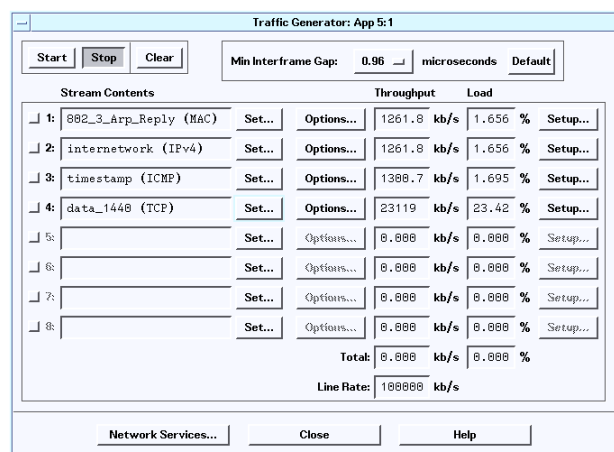 Traffic Generator: App 5:1
Start Stop Clear Min Interframe Gap: 0.96 microseconds Default
Stream Contents Throughput Load
1: 802_3_Arp_Reply (MAC) Set... Options... 1261.8 kb/s 1.656 % Setup...
2: internetwork (IPv4) Set... Options... 1261.8 kb/s 1.656 % Setup...
3: timestamp (ICMP) Set... Options... 1300.7 kb/s 1.695 % Setup...
4: data_1440 (TCP) Set... Options... 23119 kb/s 23.42 % Setup...
5: Set... Options... 0.000 kb/s 0.000 % Setup...
6: Set... Options... 0.000 kb/s 0.000 % Setup...
7: Set... Options... 0.000 kb/s 0.000 % Setup...
8: Set... Options... 0.000 kb/s 0.000 % Setup...
Total: 0.000 kb/s 0.000 %
Line Rate: 100000 kb/s
Network Services... Close Help